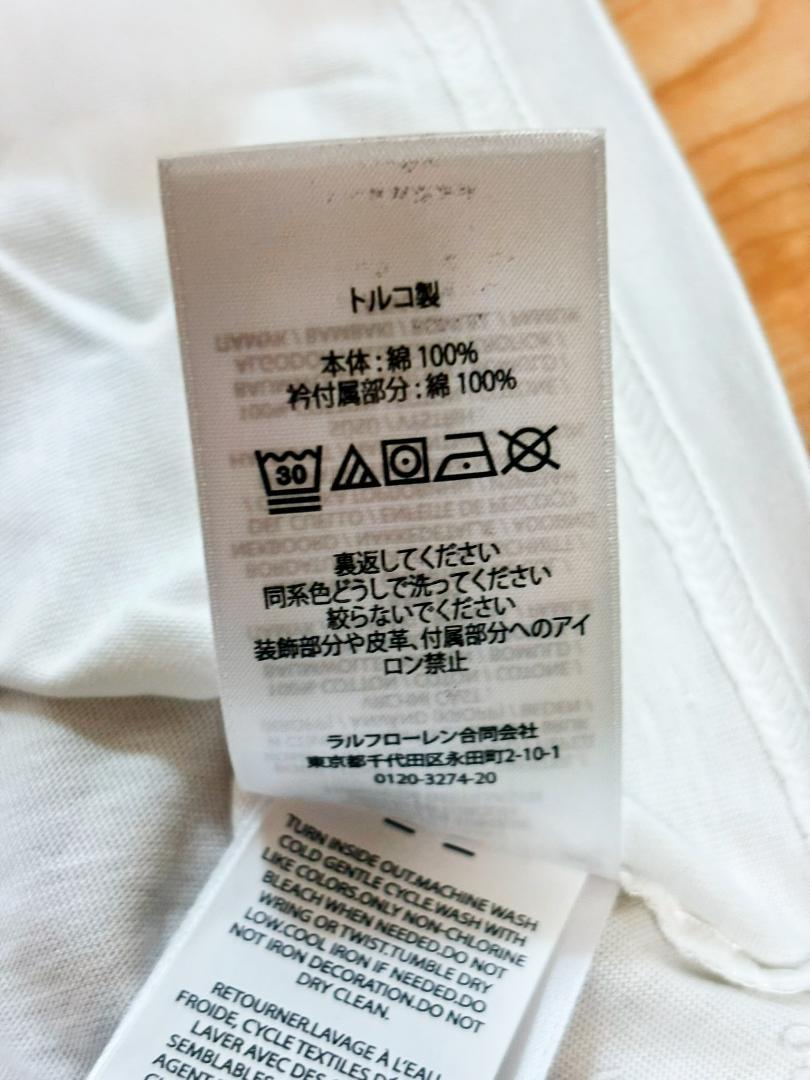 トルコ製
本体:綿 100%
衿付属部分:綿 100%
30
裏返してください
同系色どうしで洗ってください
絞らないでください
装飾部分や皮革、付属部分へのアイ
ロン禁止
ラルフローレン合同会社
東京都千代田区永田町2-10-1
0120-3274-20
TURN INSIDE OUT.MACHINE WASH
COLD GENTLE CYCLE.WASH WITH
LIKE COLORS.ONLY NON-CHLORINE
BLEACH WHEN NEEDED.DO NOT
WRING OR TWIST.TUMBLE DRY
LOW.COOL IRON IF NEEDED.DO
NOT IRON DECORATION.DO NOT
DRY CLEAN.
RETOURNER.LAVAGE À L'EAU
FROIDE, CYCLE TEXTILES
LAVER AVEC DES
SEMBLABLES
AGENT